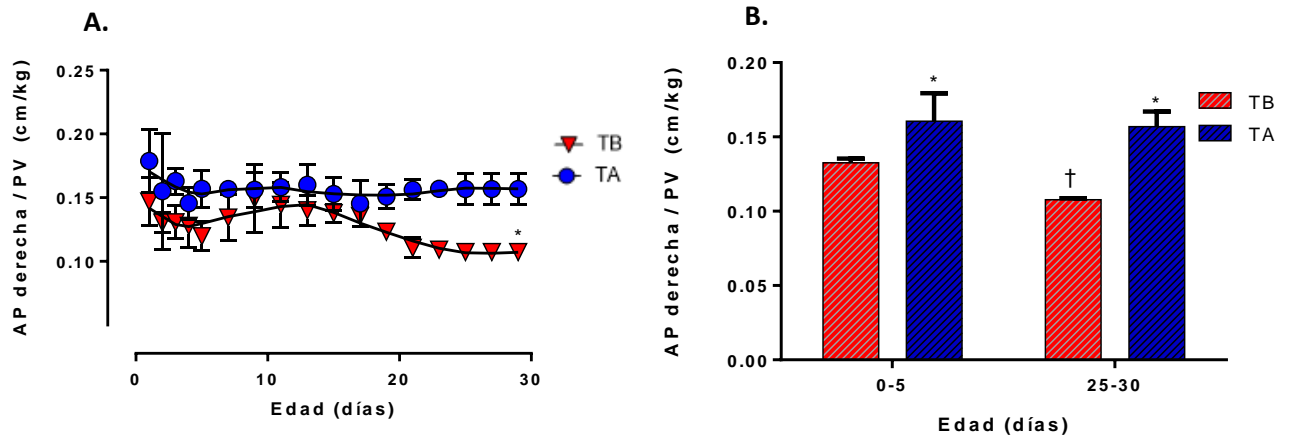 A.
AP derecha / PV (cm/kg)
0.25
0.20
0.15
0.10
*
0
10
20
30
Edad (días)
TB
TA
B.
AP derecha / PV (cm/kg)
0.20
0.15
0.10
0.05
0.00
*
†
*
0-5
25-30
Edad (días)
TB
TA